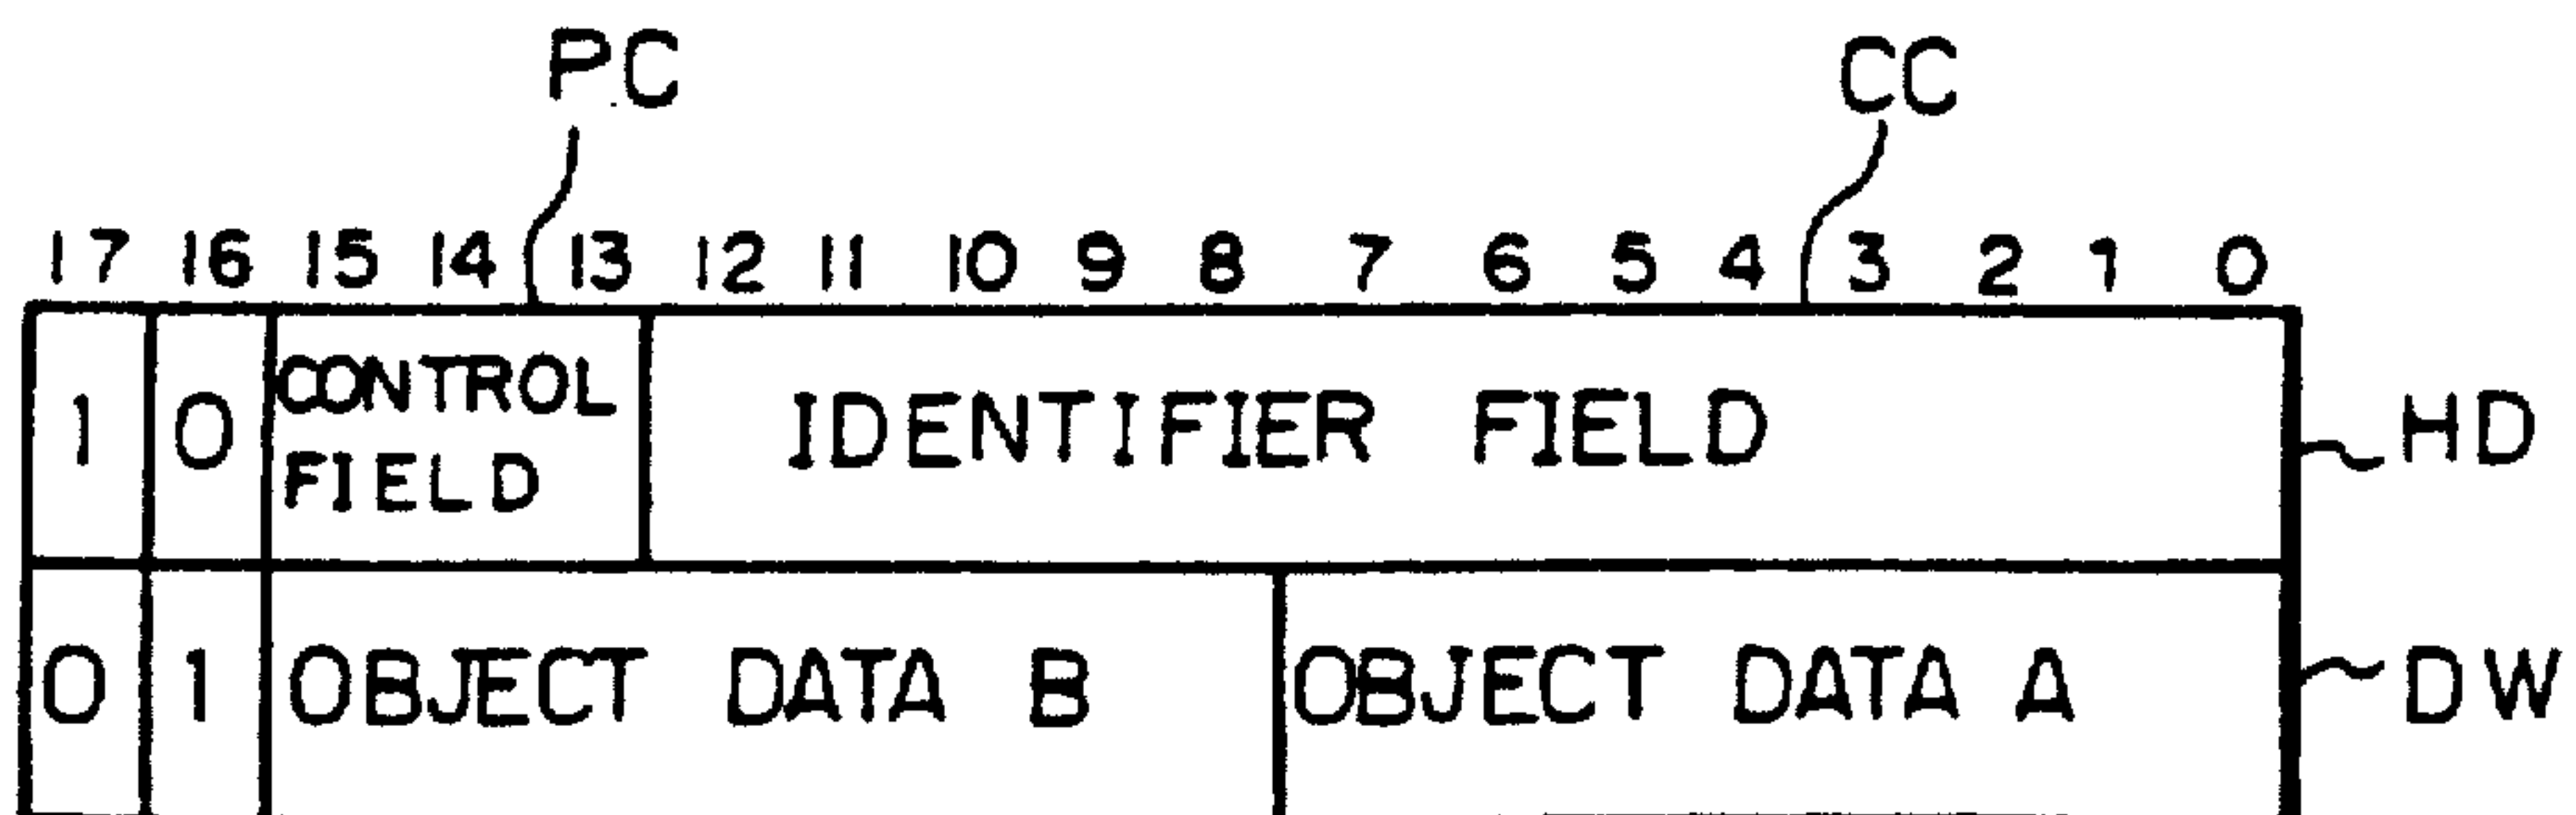 PC CC
17 16 15 14 13 12 11 10 9 8 7 6 5 4 3 2 1 0
1 0 CONTROL FIELD IDENTIFIER FIELD HD
0 1 OBJECT DATA B OBJECT DATA A DW